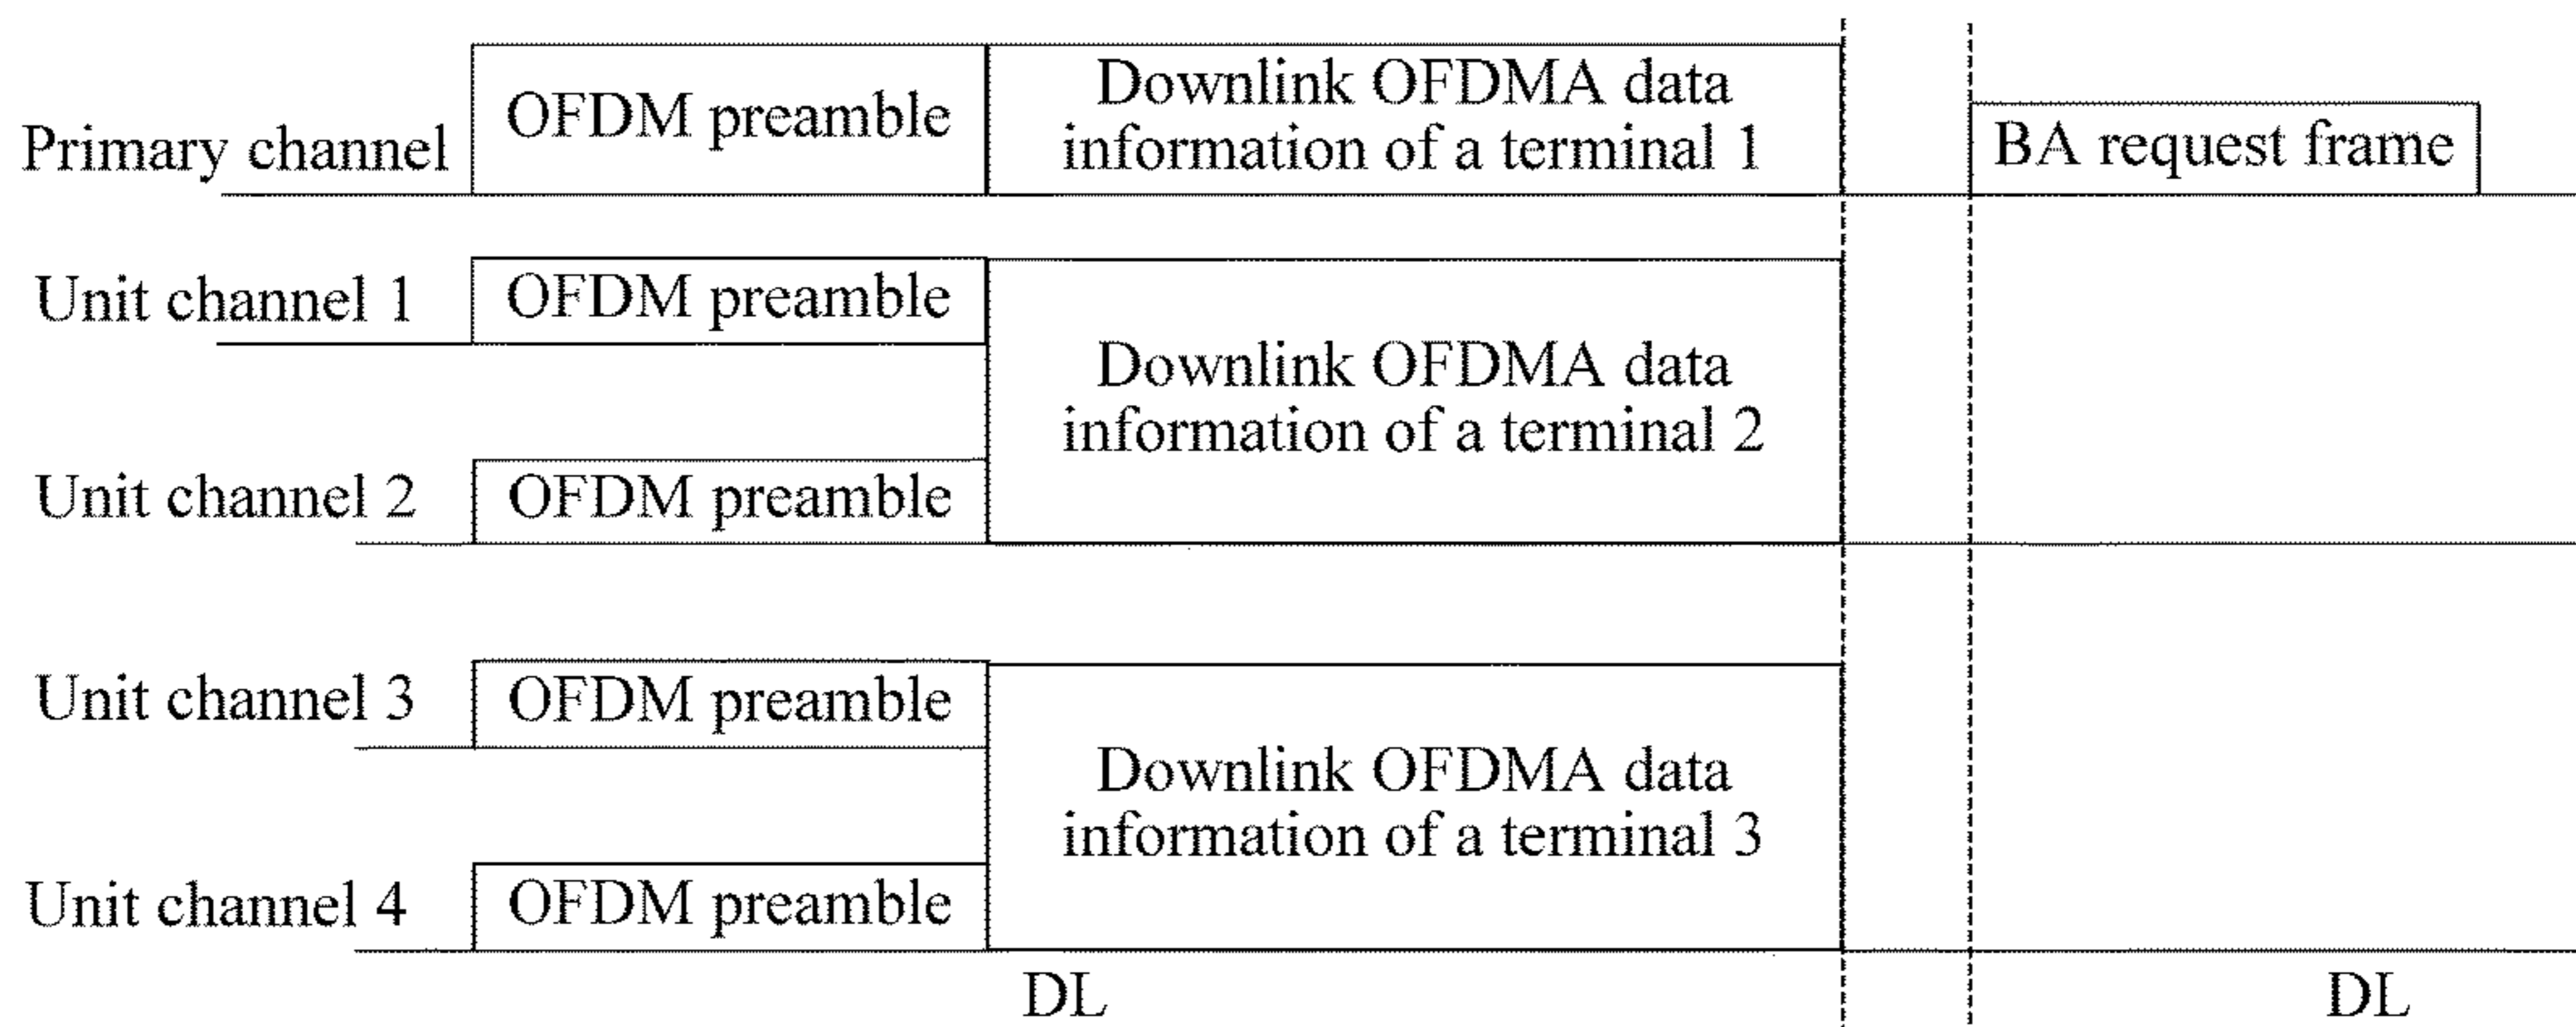 Primary channel
OFDM preamble
Downlink OFDMA data
information of a terminal 1
BA request frame
Unit channel 1
OFDM preamble
Downlink OFDMA data
information of a terminal 2
Unit channel 2
OFDM preamble
Unit channel 3
OFDM preamble
Downlink OFDMA data
information of a terminal 3
Unit channel 4
OFDM preamble
DL
DL